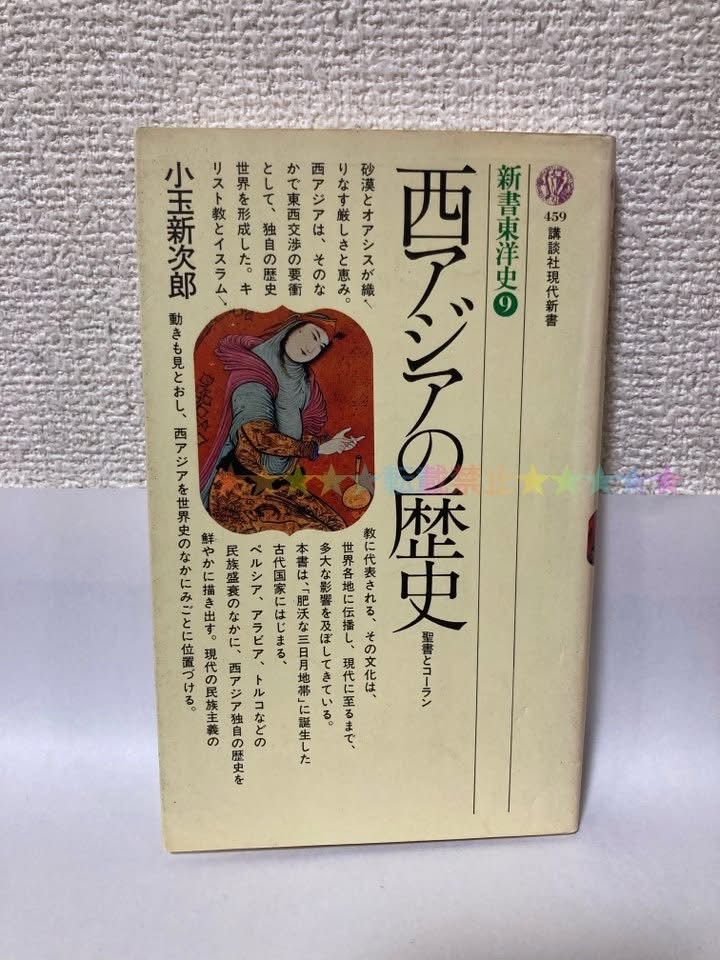 459
講談社現代新書
新書東洋史9
西アジアの歴史
聖書とコーラン
砂漠とオアシスが織
りなす厳しさと恵み。
西アジアは、そのな
かで東西交渉の要衝
として、独自の歴史
世界を形成した。キ
リスト教とイスラム
教に代表される、その文化は、
世界各地に伝播し、現代に至るまで、
多大な影響を及ぼしてきている。
本書は、「肥沃な三日月地帯」に誕生した
古代国家にはじまる、
ペルシア、アラビア、トルコなどの
民族盛衰のなかに、西アジア独自の歴史を
鮮やかに描き出す。現代の民族主義の
動きも見とおし、西アジアを世界史のなかにみごとに位置づける。
小玉新次郎
★★★★★転載禁止★★★★★